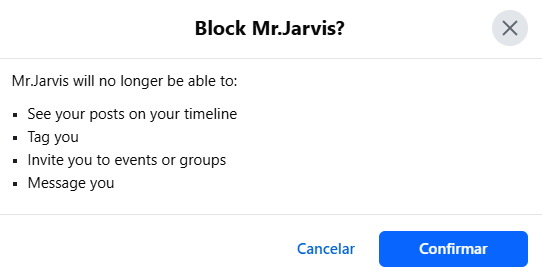 Block Mr.Jarvis?
Mr.Jarvis will no longer be able to:
▪ See your posts on your timeline
▪ Tag you
▪ Invite you to events or groups
▪ Message you
Cancelar Confirmar